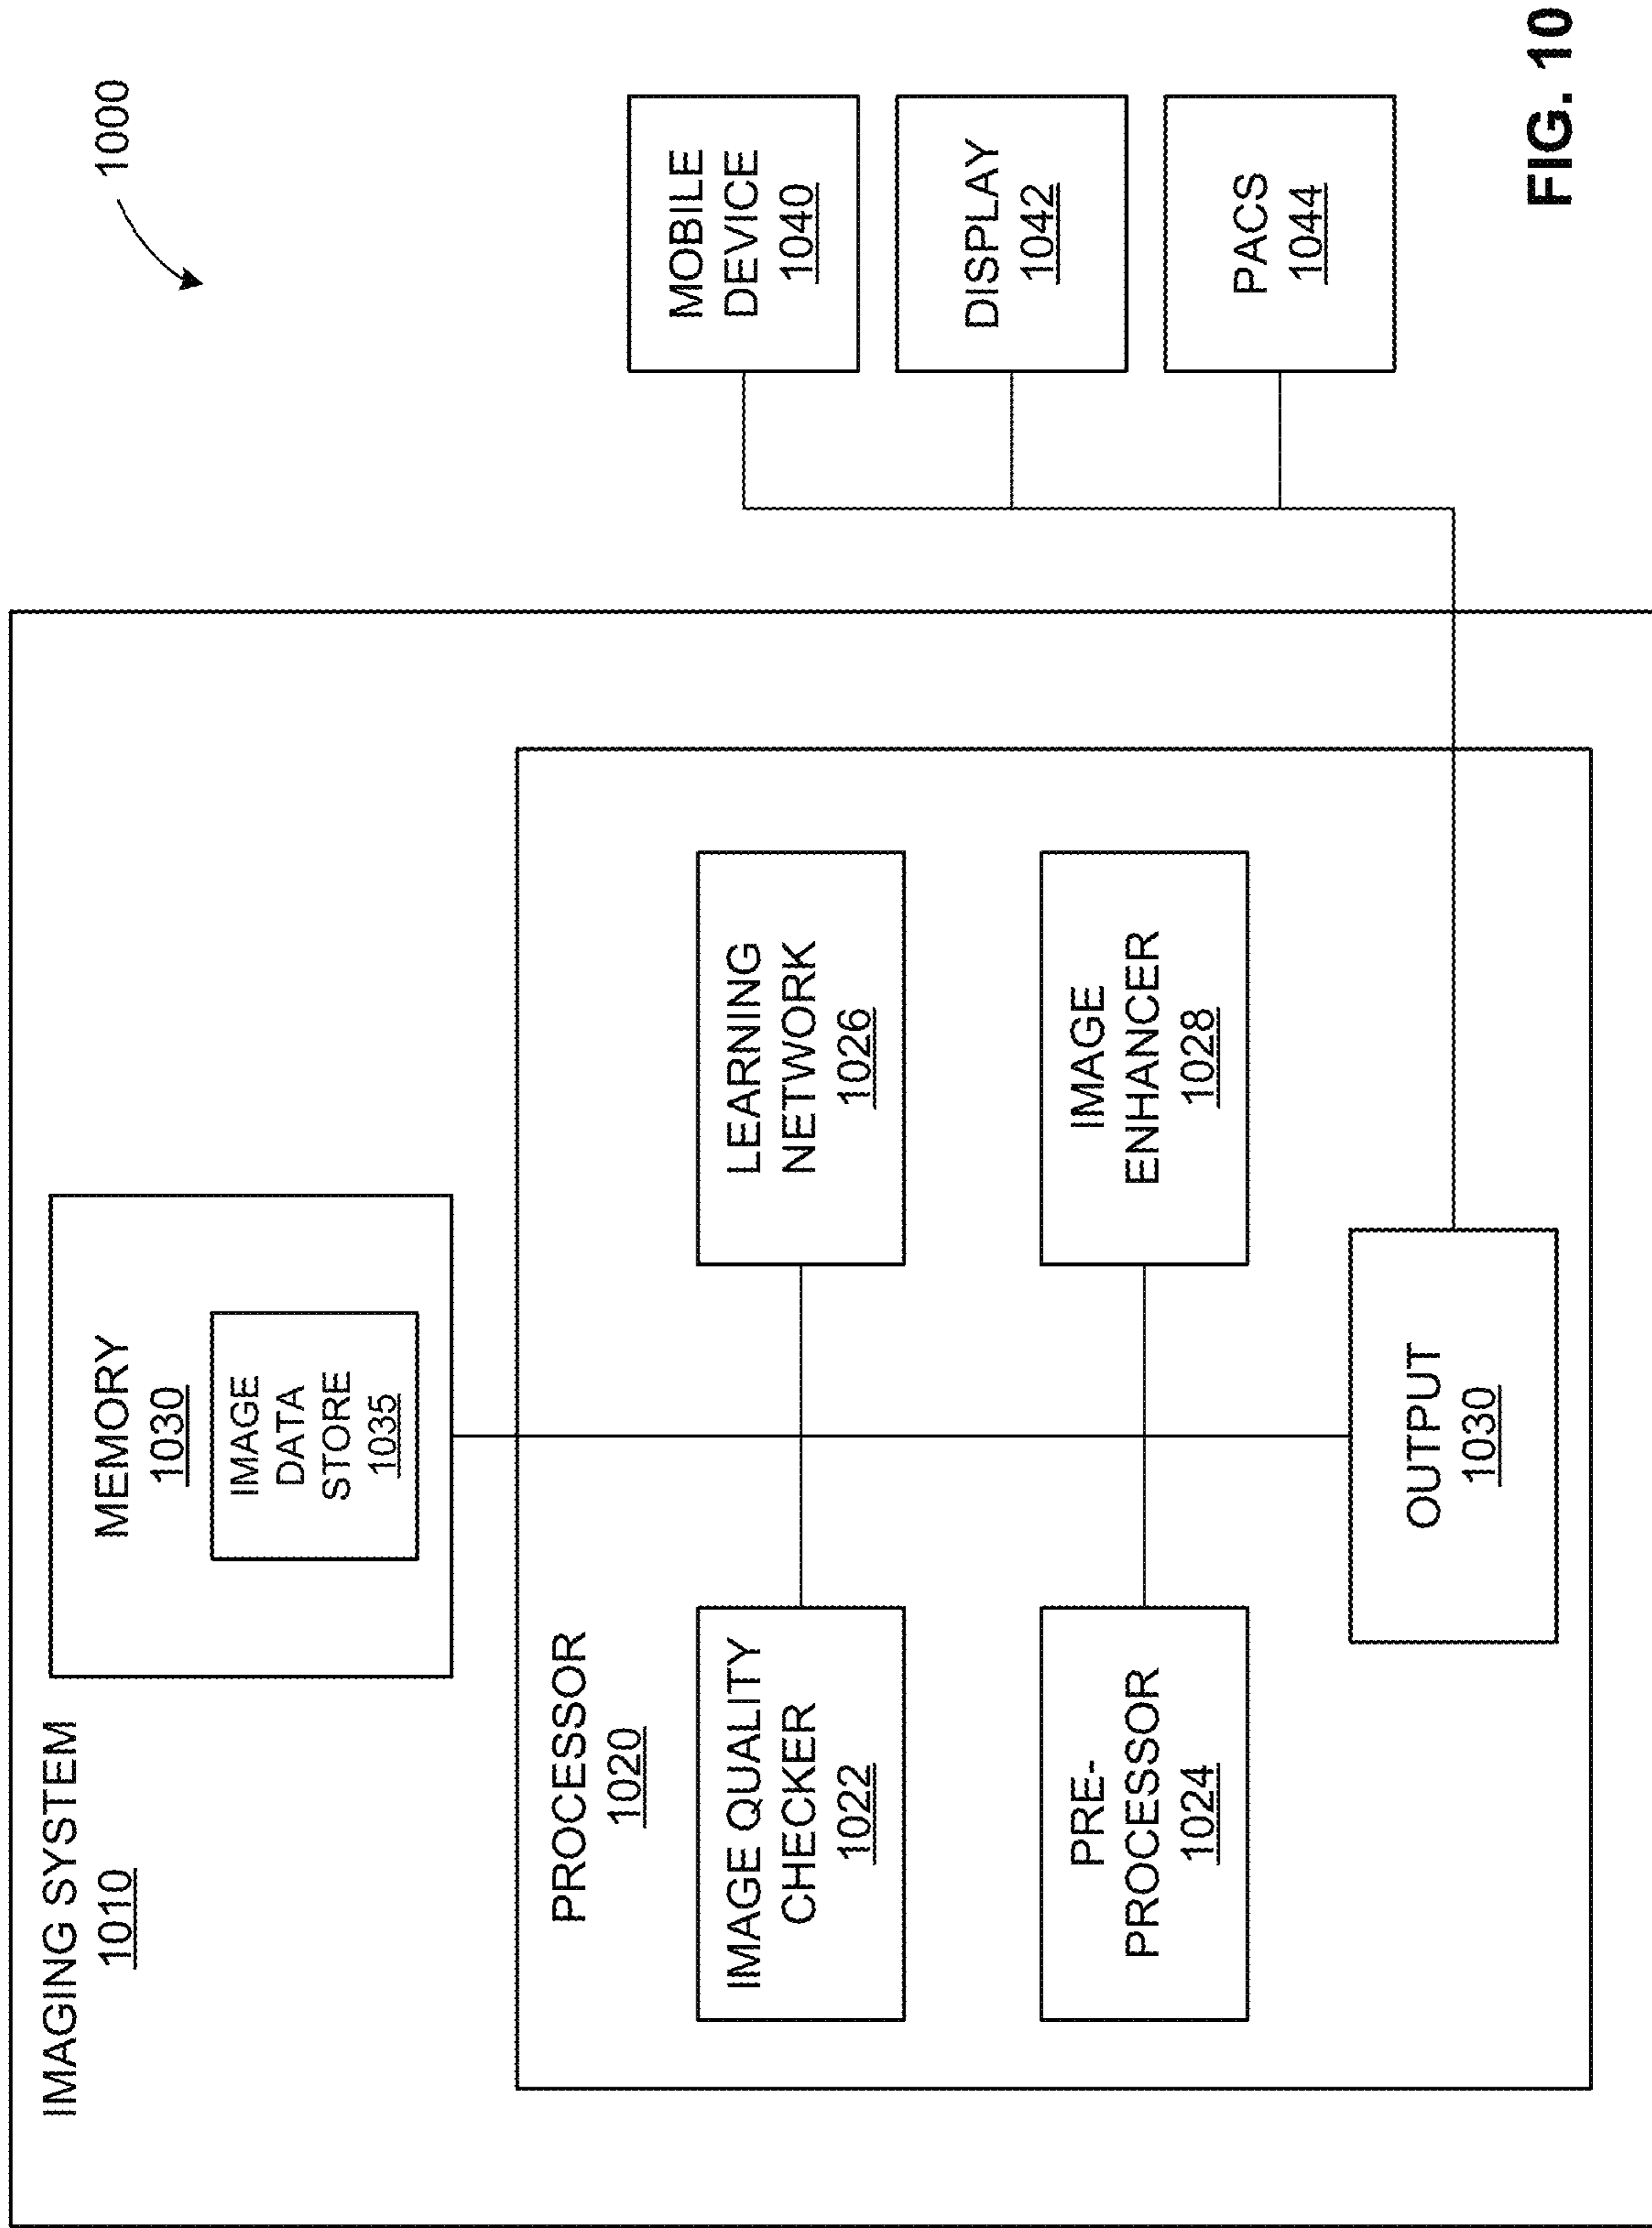 1000
IMAGING SYSTEM
1010
MEMORY
1030
IMAGE
DATA
STORE
1035
PROCESSOR
1020
IMAGE QUALITY
CHECKER
1022
LEARNING
NETWORK
1026
PRE-
PROCESSOR
1024
IMAGE
ENHANCER
1028
OUTPUT
1030
MOBILE
DEVICE
1040
DISPLAY
1042
PACS
1044
FIG. 10